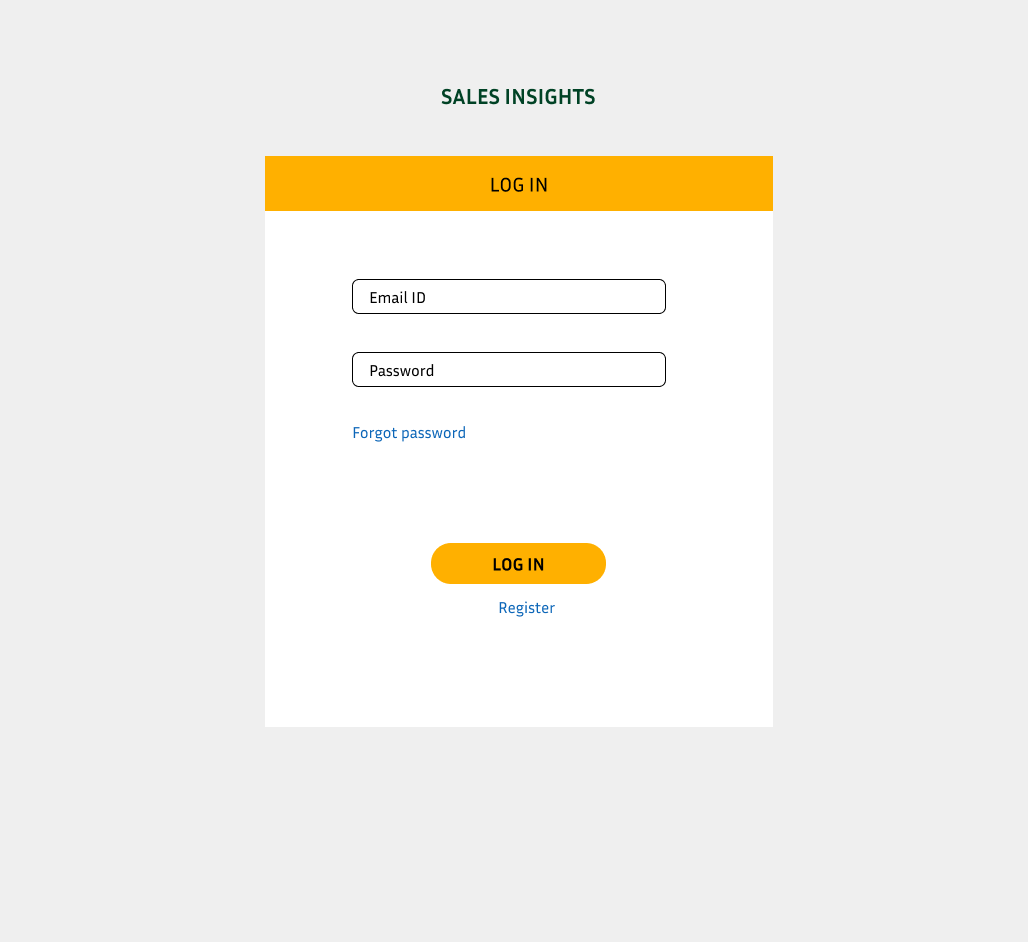 SALES INSIGHTS
LOG IN
Email ID
Password
Forgot password
LOG IN
Register